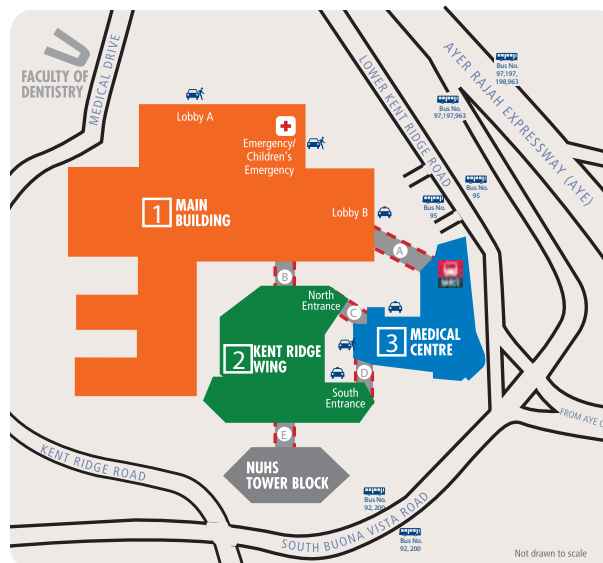 FACULTY OF
DENTISTRY
MEDICAL DRIVE
LOWER KENT RIDGE ROAD
AYER RAJAH EXPRESSWAY (AYE)
Bus No.
97,197,
198,963
Bus No.
97,197,963
Bus No.
95
Bus No.
95
Lobby A
Emergency/
Children's
Emergency
1 MAIN
BUILDING
Lobby B
A
B
North
Entrance
C
2 KENT RIDGE
WING
3 MEDICAL
CENTRE
D
South
Entrance
E
NUHS
TOWER BLOCK
KENT RIDGE ROAD
SOUTH BUONA VISTA ROAD
FROM AYE
Bus No.
92, 200
Bus No.
92, 200
Not drawn to scale